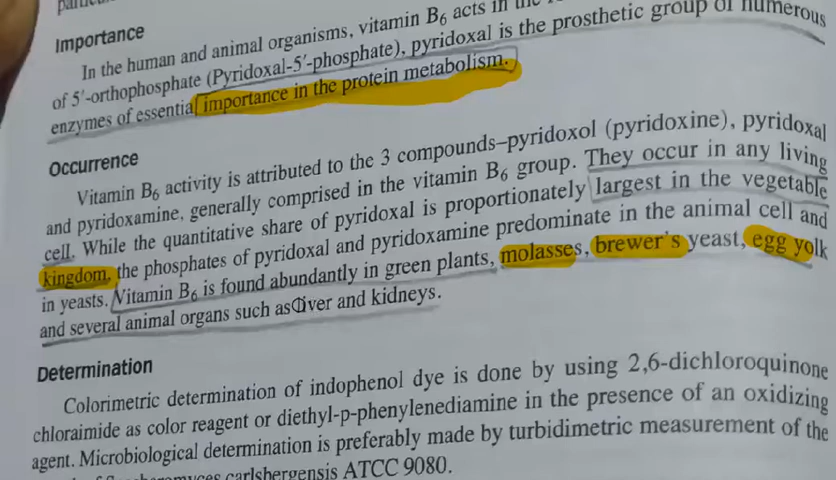 Importance
In the human and animal organisms, vitamin B6 acts in the
of 5'-orthophosphate (Pyridoxal-5'-phosphate), pyridoxal is the prosthetic group of numerous
enzymes of essential importance in the protein metabolism.
Occurrence
Vitamin B6 activity is attributed to the 3 compounds–pyridoxol (pyridoxine), pyridoxal
and pyridoxamine, generally comprised in the vitamin B6 group. They occur in any living
cell. While the quantitative share of pyridoxal is proportionately largest in the vegetable
kingdom, the phosphates of pyridoxal and pyridoxamine predominate in the animal cell and
in yeasts. Vitamin B6 is found abundantly in green plants, molasses, brewer's yeast, egg yolk
and several animal organs such as liver and kidneys.
Determination
Colorimetric determination of indophenol dye is done by using 2,6-dichloroquinone
chloraimide as color reagent or diethyl-p-phenylenediamine in the presence of an oxidizing
agent. Microbiological determination is preferably made by turbidimetric measurement of the
carlsbergensis ATCC 9080.